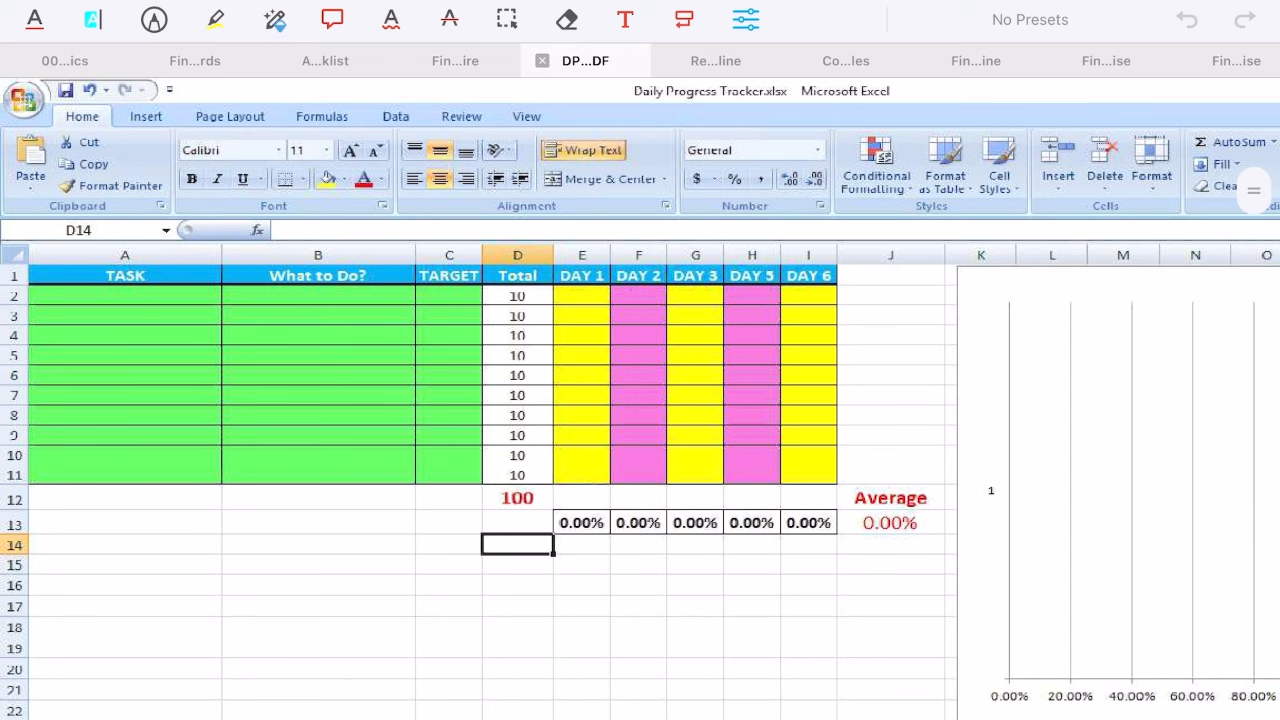 No Presets
00...ics Fin...rds A...klist Fin...ire DP...DF Re...line Co...les Fin...ine Fin...ise Fin...ise
Daily Progress Tracker.xlsx Microsoft Excel
Home Insert Page Layout Formulas Data Review View
Paste Cut Copy Format Painter
Calibri 11 B I U
Wrap Text
Merge & Center
General
$ % ,
Conditional Formatting Format as Table Cell Styles
Insert Delete Format
Σ AutoSum
Fill
Clea
Clipboard Font Alignment Number Styles Cells
D14 fx
A B C D E F G H I J K L M N O
1 TASK What to Do? TARGET Total DAY 1 DAY 2 DAY 3 DAY 5 DAY 6
2 10
3 10
4 10
5 10
6 10
7 10
8 10
9 10
10 10
11 10
1
12 100 Average
13 0.00% 0.00% 0.00% 0.00% 0.00% 0.00%
14
15
16
17
18
19
20
21
22
0.00% 20.00% 40.00% 60.00% 80.00%